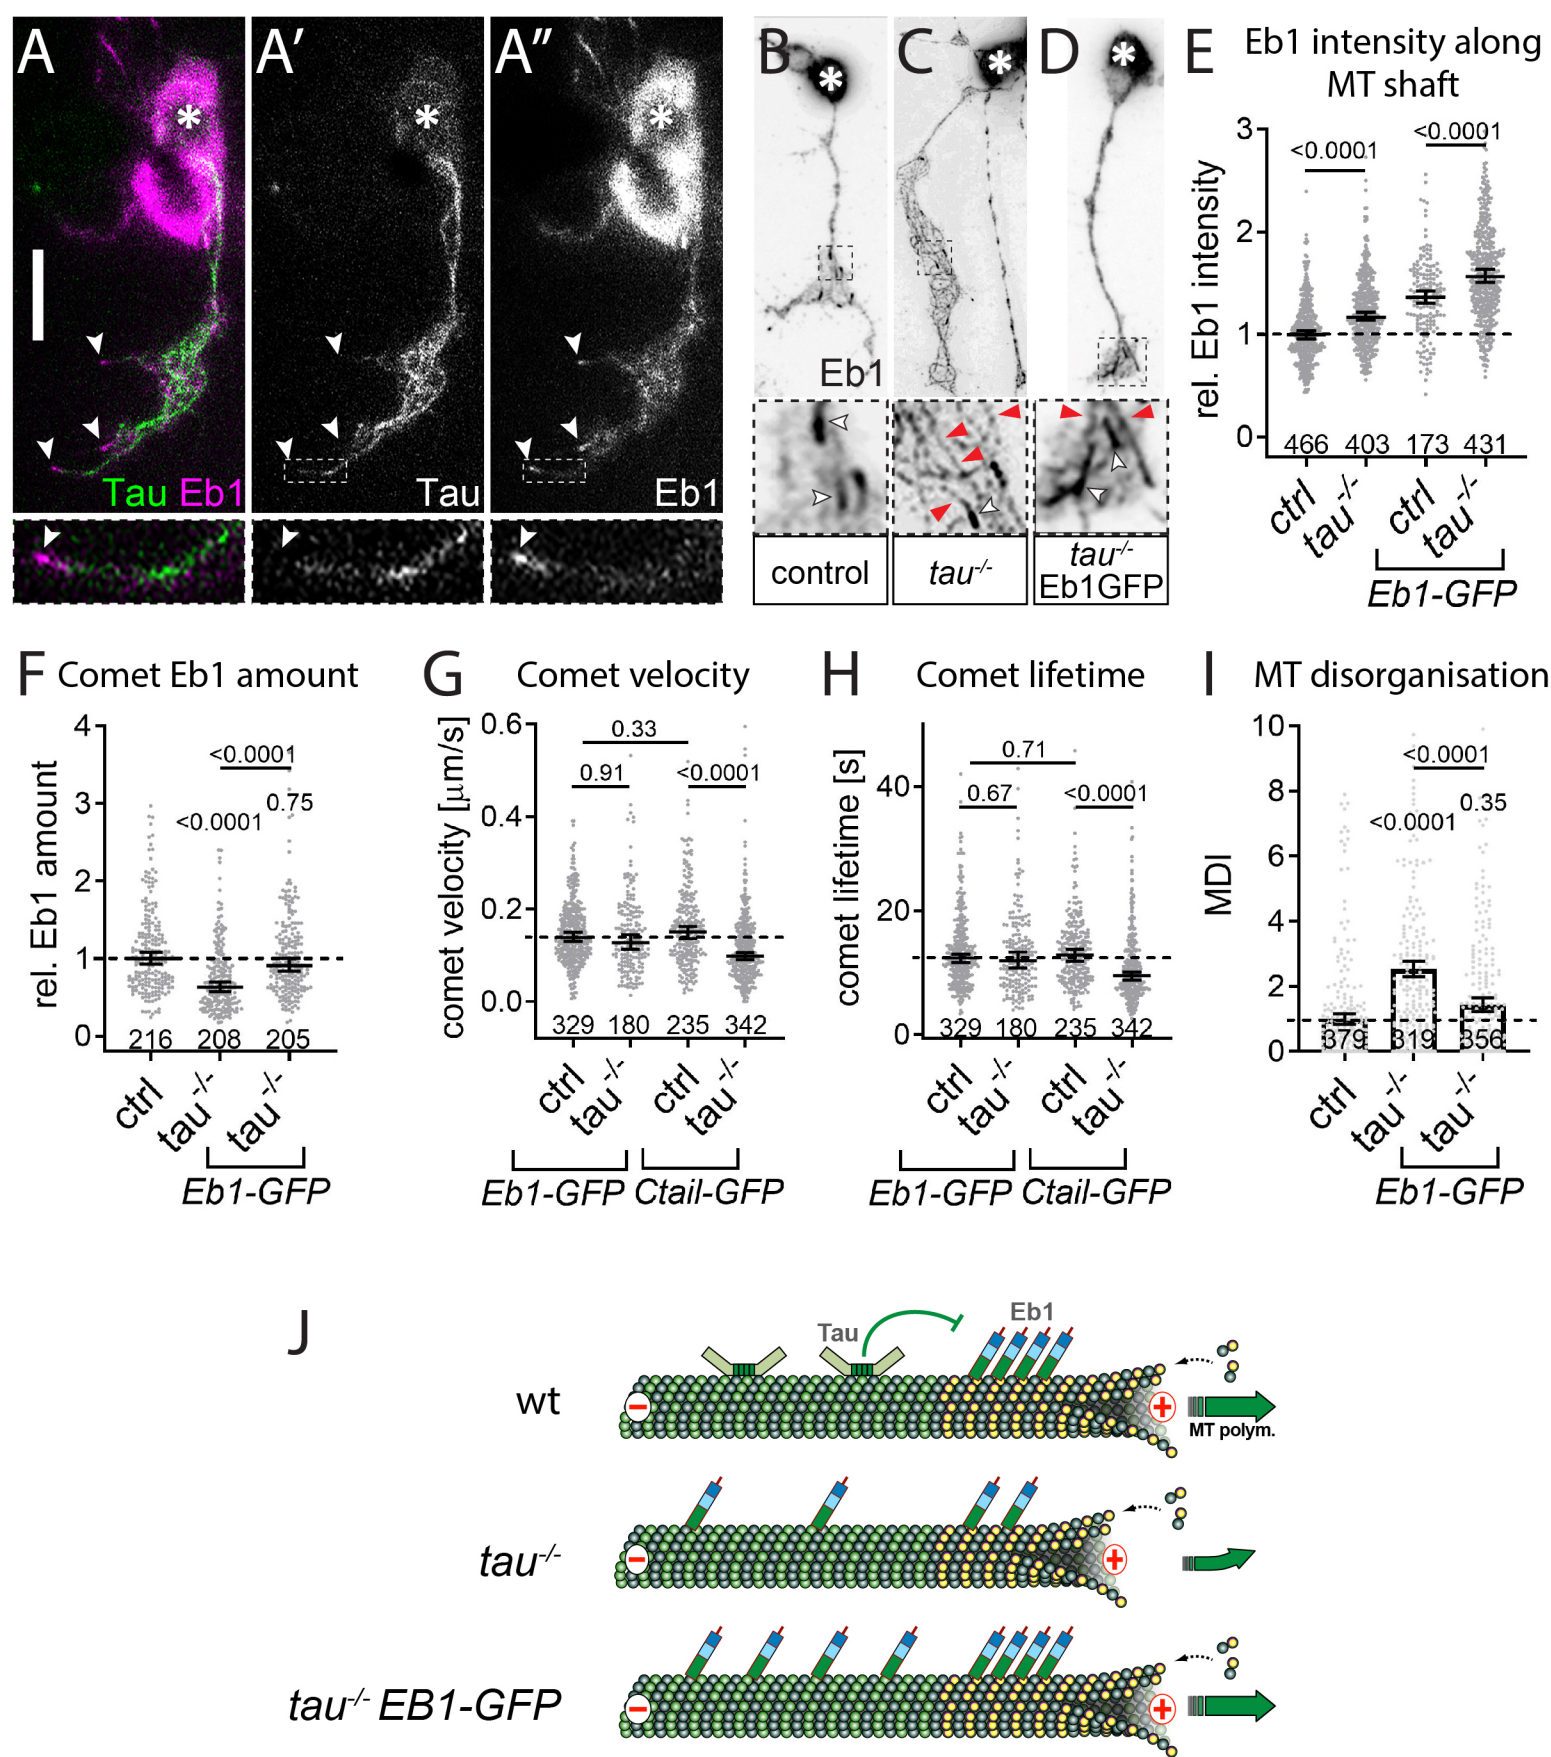 A
*
Tau Eb1
A'
*
Tau
A''
*
Eb1
B
*
Eb1
control
C
*
tau-/-
D
*
tau-/-
Eb1GFP
E
Eb1 intensity along
MT shaft
rel. Eb1 intensity
3
2
1
0
<0.0001
<0.0001
466 403 173 431
ctrl
tau-/-
ctrl
tau-/-
Eb1-GFP
F
Comet Eb1 amount
rel. Eb1 amount
4
3
2
1
0
<0.0001
<0.0001
0.75
216 208 205
ctrl
tau-/-
tau-/-
Eb1-GFP
G
Comet velocity
comet velocity [µm/s]
0.6
0.4
0.2
0.0
0.33
0.91
<0.0001
329 180 235 342
ctrl
tau-/-
ctrl
tau-/-
Eb1-GFP Ctail-GFP
H
Comet lifetime
comet lifetime [s]
40
20
0
0.71
0.67
<0.0001
329 180 235 342
ctrl
tau-/-
ctrl
tau-/-
Eb1-GFP Ctail-GFP
I
MT disorganisation
MDI
10
8
6
4
2
0
<0.0001
<0.0001
0.35
379 319 356
ctrl
tau-/-
tau-/-
Eb1-GFP
J
wt
Tau
Eb1
−
+
MT polym.
tau-/-
−
+
tau-/- EB1-GFP
−
+